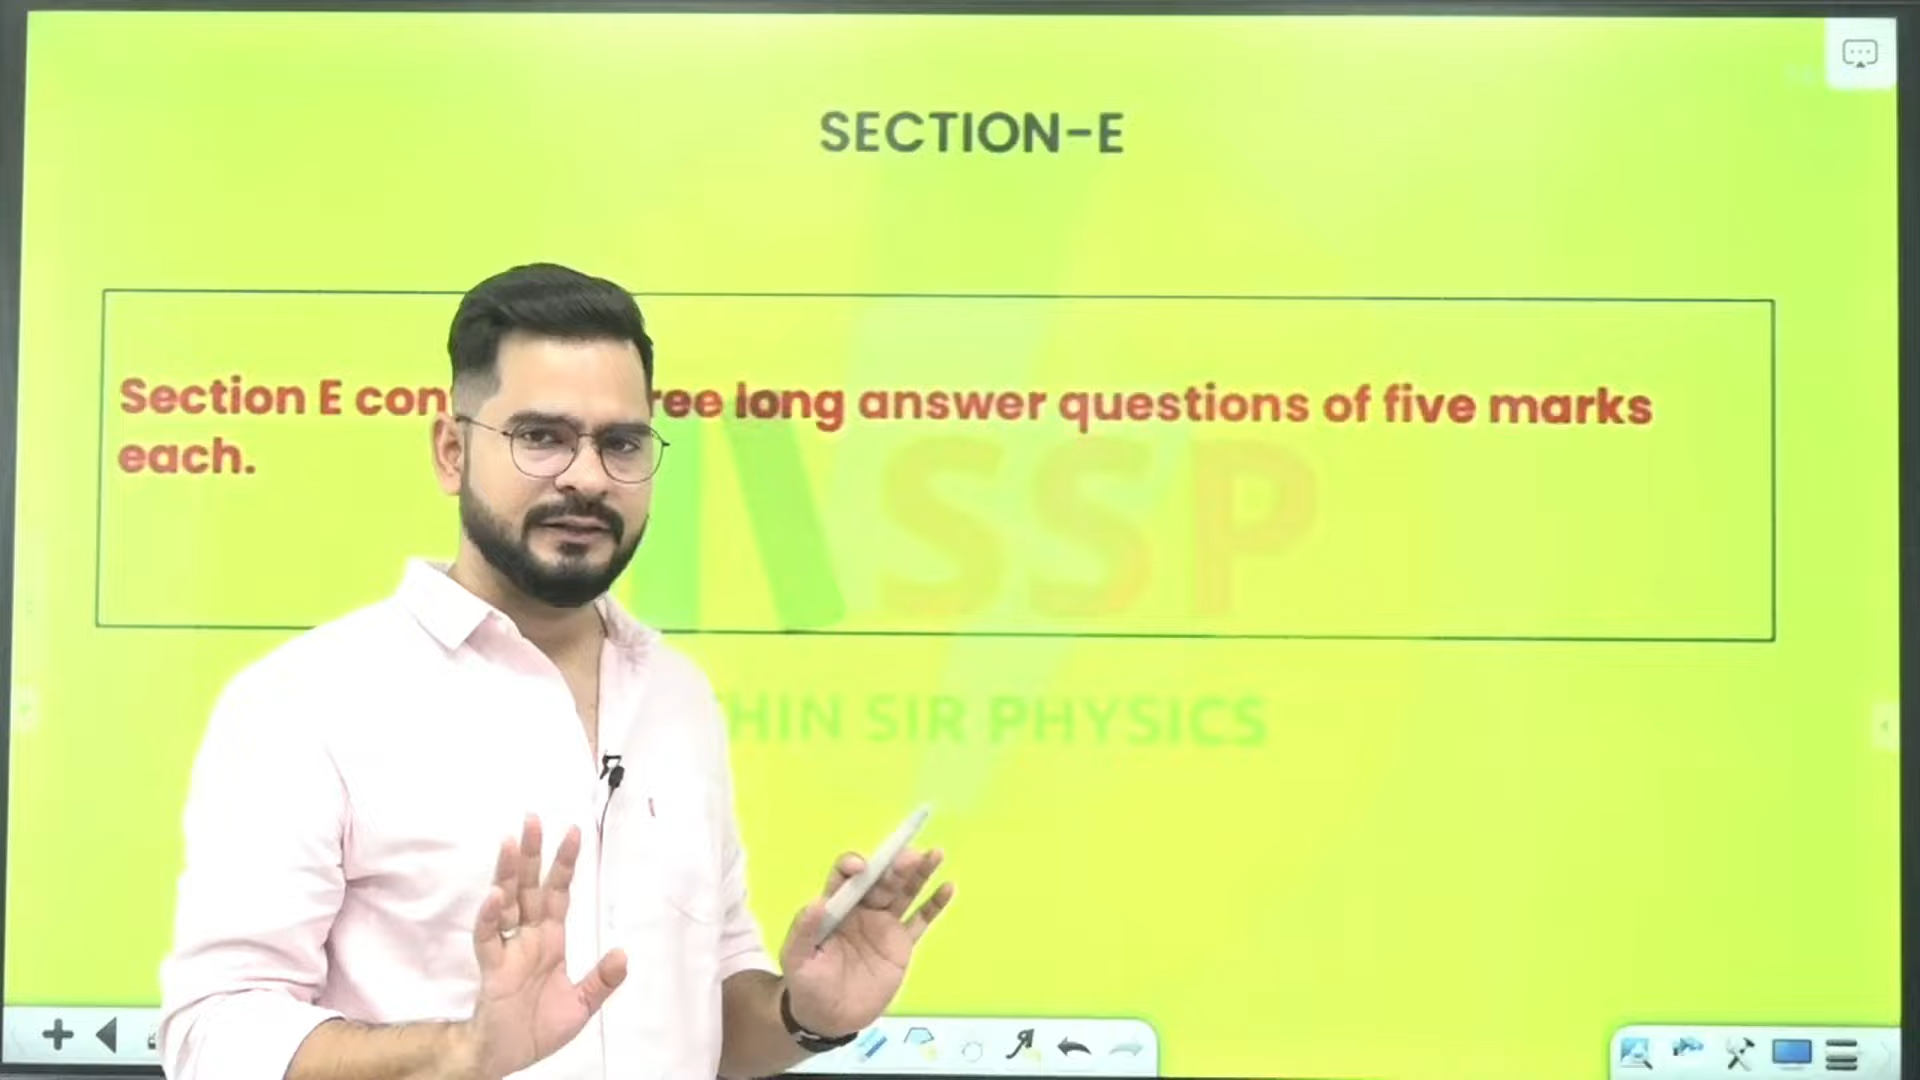 SECTION-E
Section E con ree long answer questions of five marks
each.
SSP
HIN SIR PHYSICS